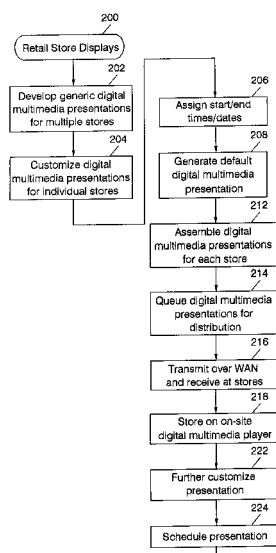 200
Retail Store Displays
202
Develop generic digital
multimedia presentations
for multiple stores
204
Customize digital
multimedia presentations
for individual stores
206
Assign start/end
times/dates
208
Generate default
digital multimedia
presentation
212
Assemble digital
multimedia presentations
for each store
214
Queue digital multimedia
presentations for
distribution
216
Transmit over WAN
and receive at stores
218
Store on on-site
digital multimedia player
222
Further customize
presentation
224
Schedule presentation